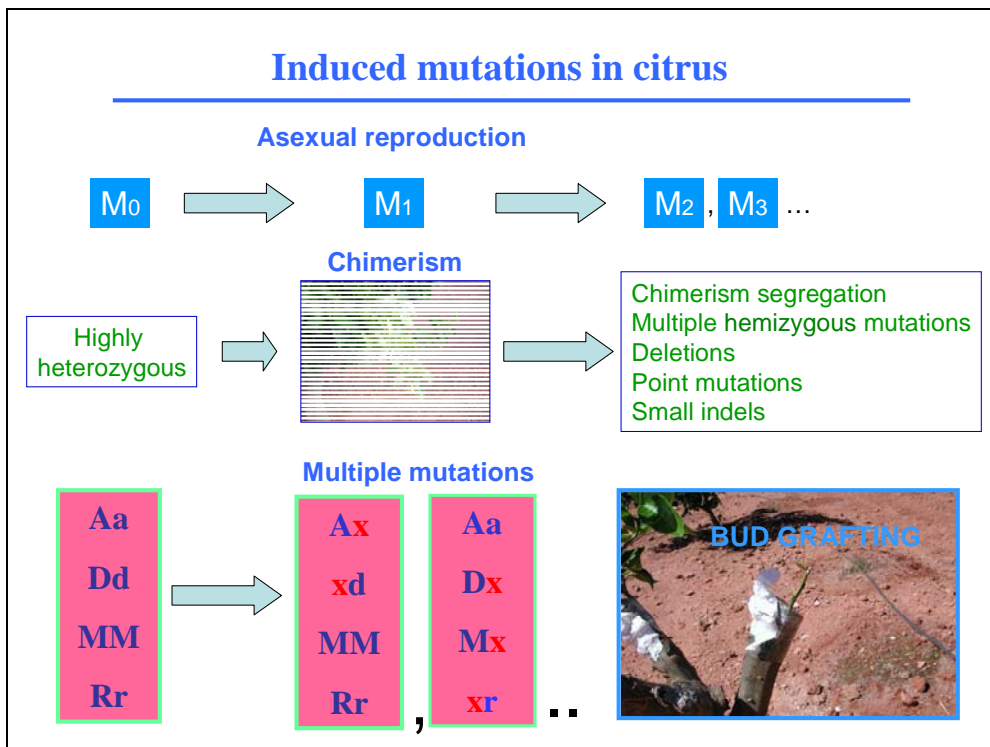 Induced mutations in citrus
Asexual reproduction
M0
M1
M2 , M3 ...
Chimerism
Highly
heterozygous
Chimerism segregation
Multiple hemizygous mutations
Deletions
Point mutations
Small indels
Multiple mutations
Aa
Dd
MM
Rr
Ax
xd
MM
Rr
,
Aa
Dx
Mx
xr
..
BUD GRAFTING